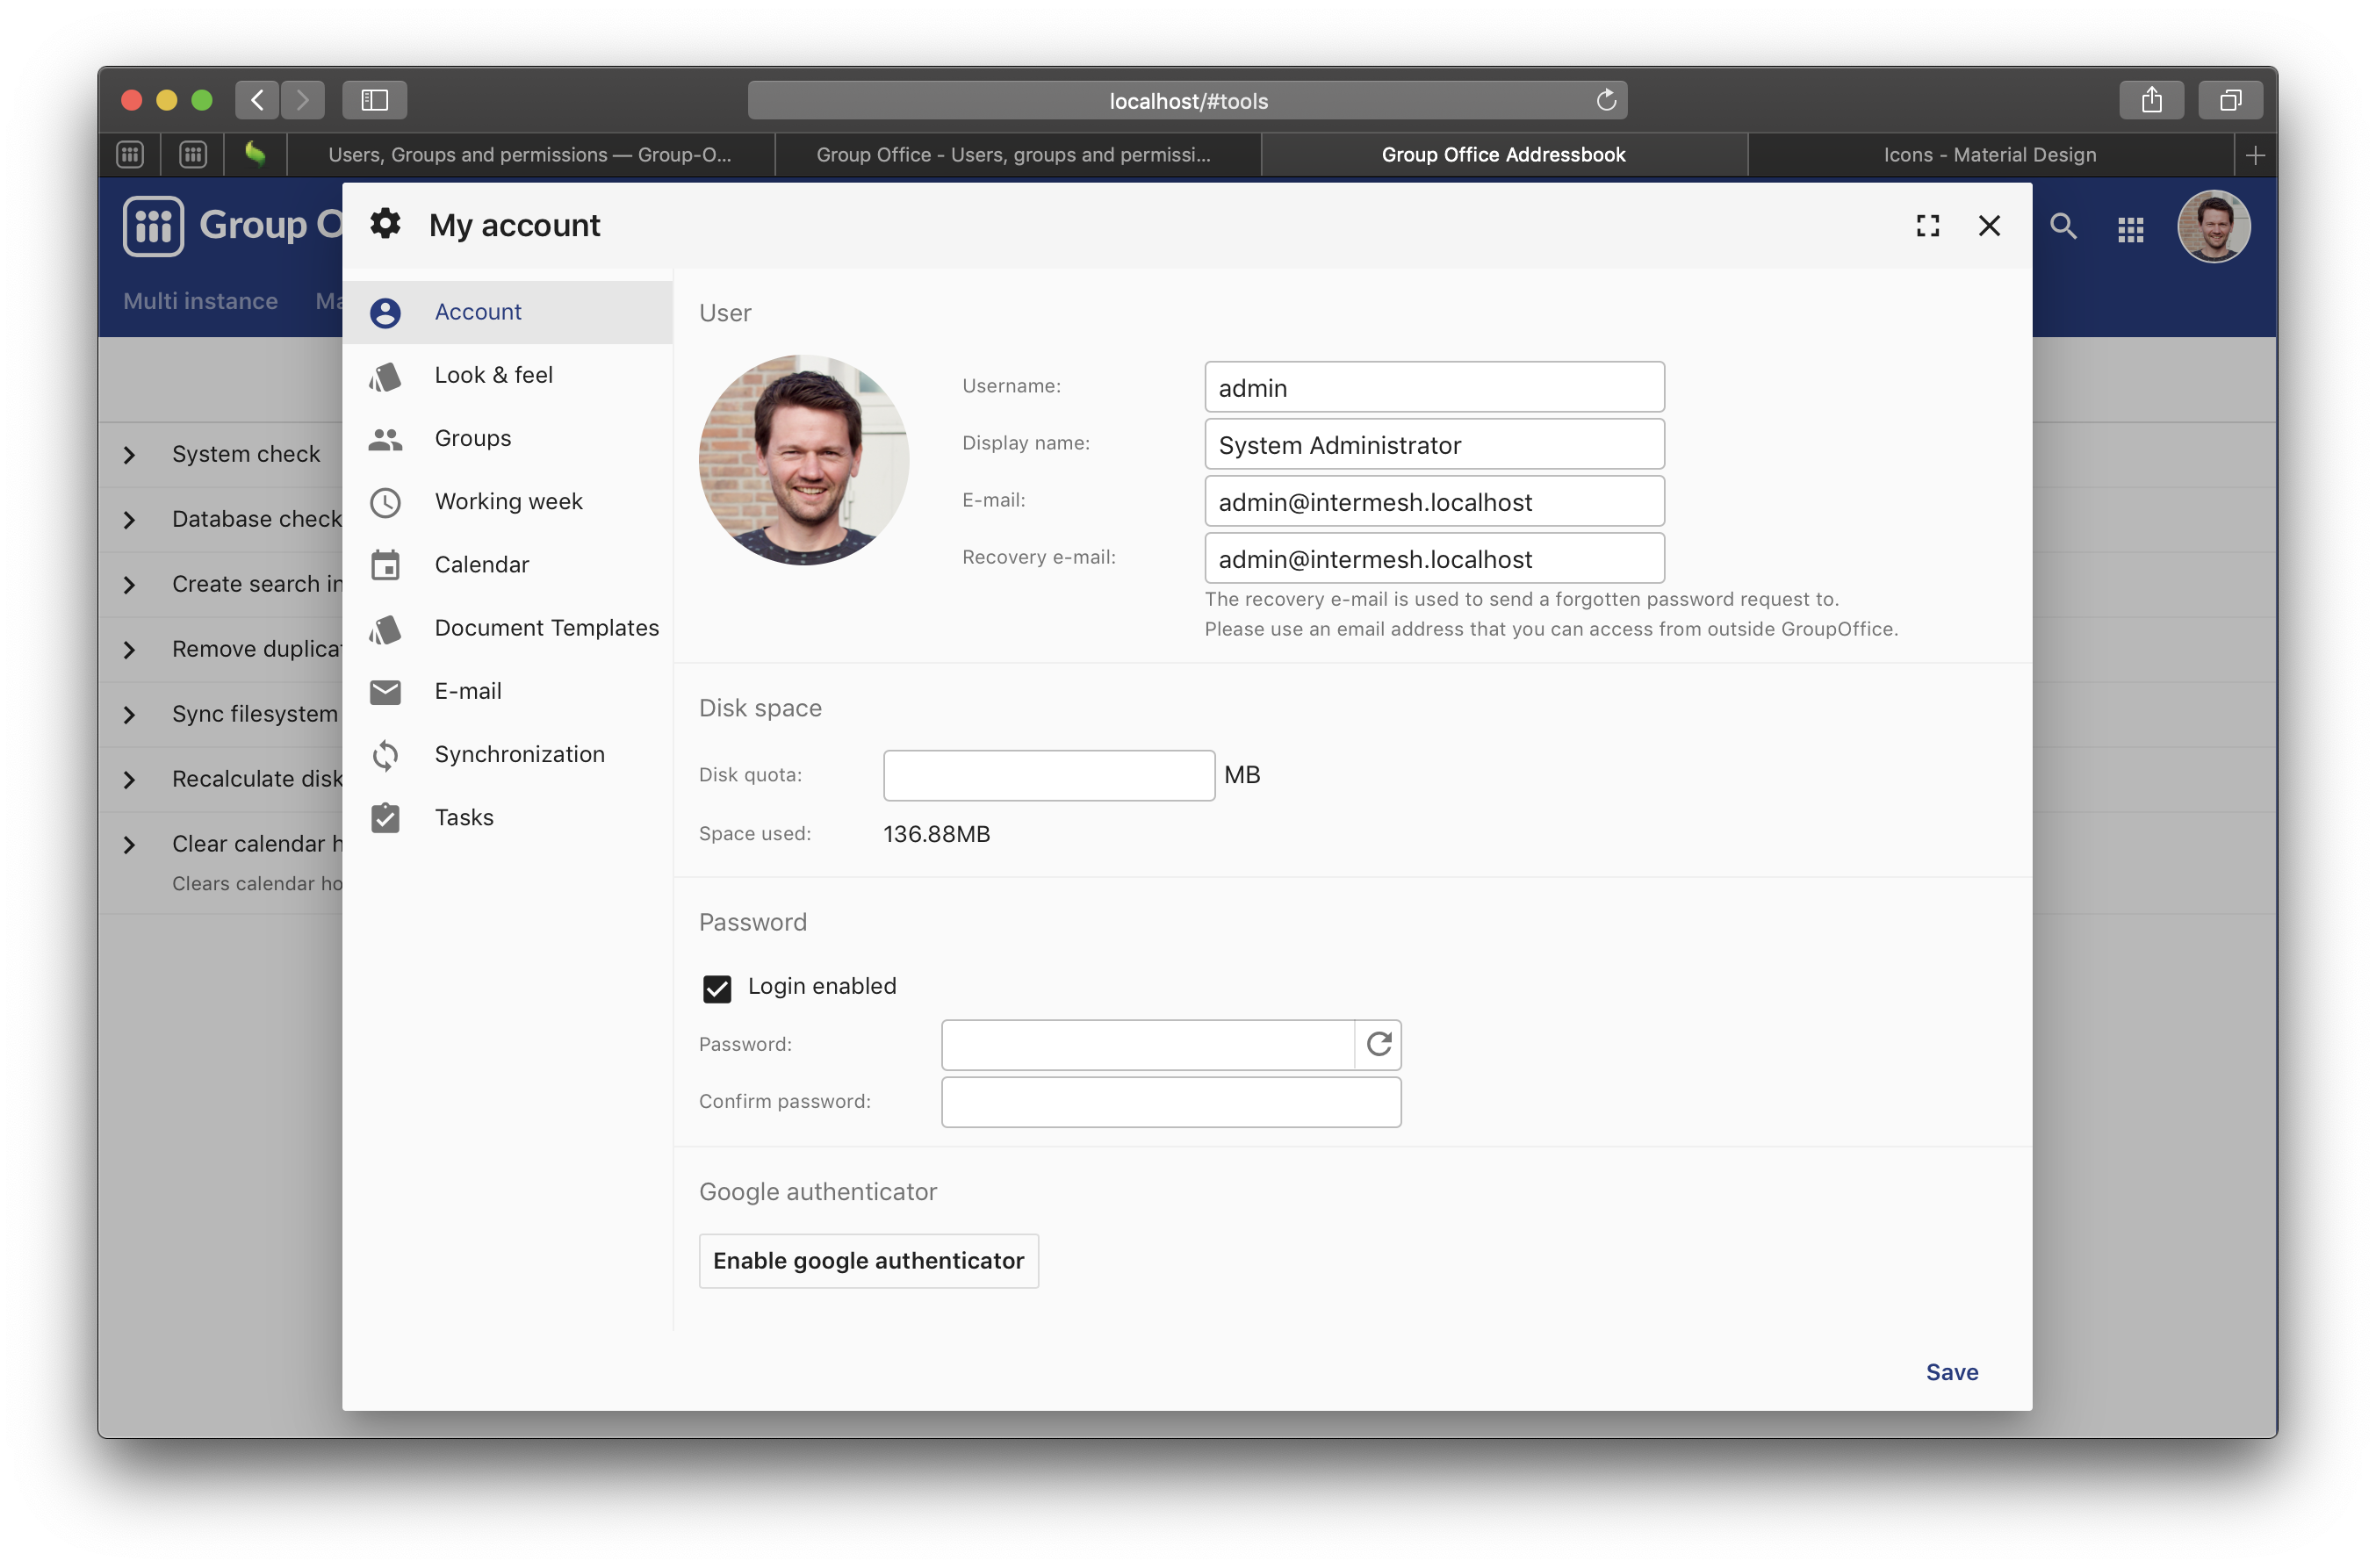 localhost/#tools
Users, Groups and permissions — Group-O...
Group Office - Users, groups and permissi...
Group Office Addressbook
Icons - Material Design
Group O
Multi instance
Ma
System check
Database check
Create search in
Remove duplica
Sync filesystem
Recalculate disk
Clear calendar h
Clears calendar ho
My account
Account
Look & feel
Groups
Working week
Calendar
Document Templates
E-mail
Synchronization
Tasks
User
Username: admin
Display name: System Administrator
E-mail: admin@intermesh.localhost
Recovery e-mail: admin@intermesh.localhost
The recovery e-mail is used to send a forgotten password request to.
Please use an email address that you can access from outside GroupOffice.
Disk space
Disk quota: MB
Space used: 136.88MB
Password
Login enabled
Password:
Confirm password:
Google authenticator
Enable google authenticator
Save